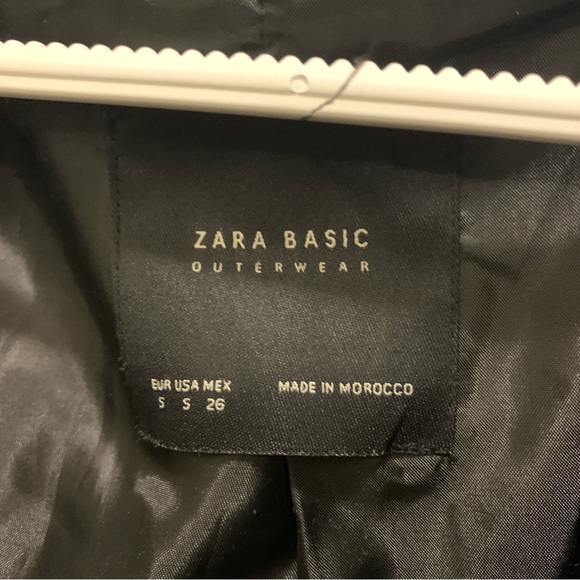 ZARA BASIC
OUTERWEAR
EUR USA MEX
S S 26
MADE IN MOROCCO